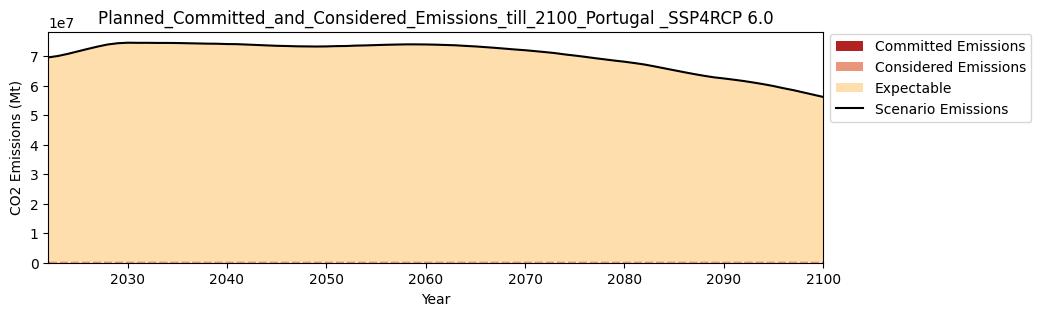 Planned_Committed_and_Considered_Emissions_till_2100_Portugal _SSP4RCP 6.0
1e7
CO2 Emissions (Mt)
7
6
5
4
3
2
1
0
2030 2040 2050 2060 2070 2080 2090 2100
Year
Committed Emissions
Considered Emissions
Expectable
Scenario Emissions